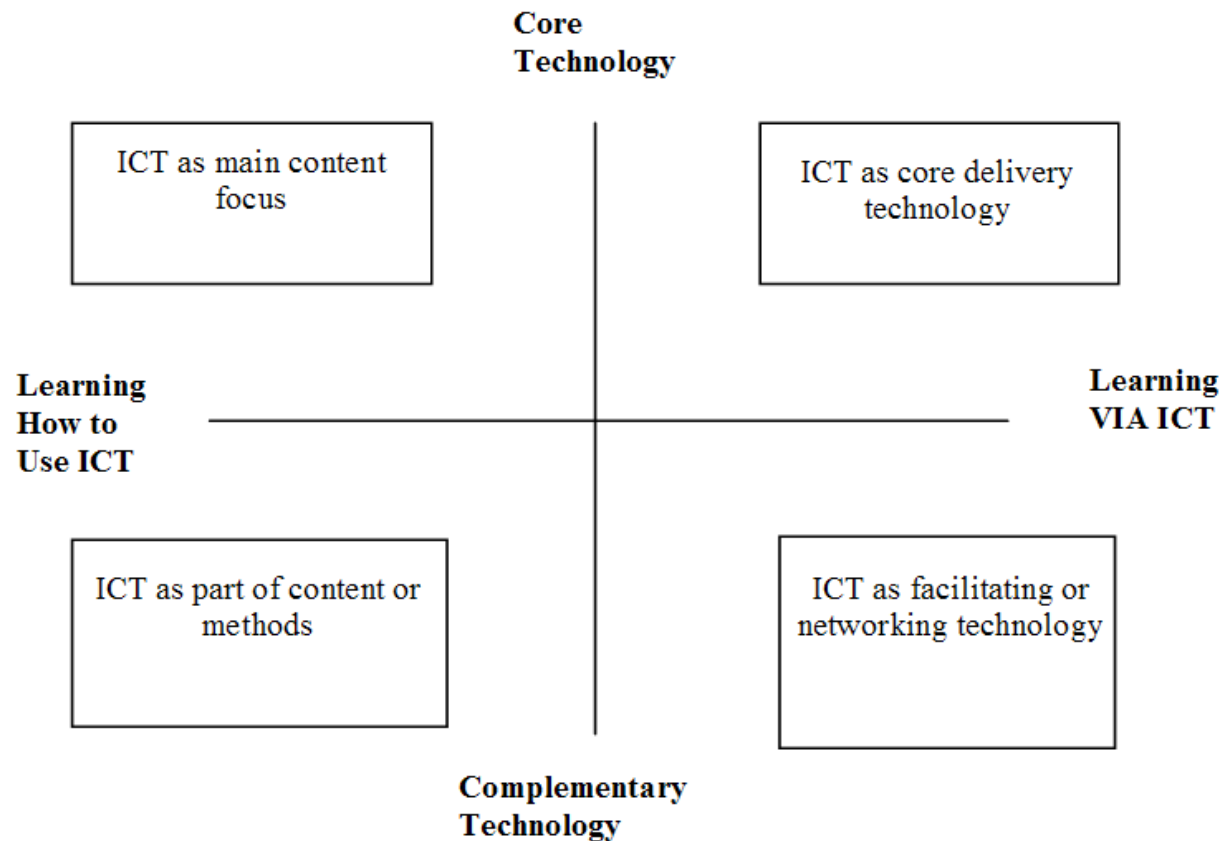 Core
Technology
ICT as main content
focus
ICT as core delivery
technology
Learning
How to
Use ICT
Learning
VIA ICT
ICT as part of content or
methods
ICT as facilitating or
networking technology
Complementary
Technology